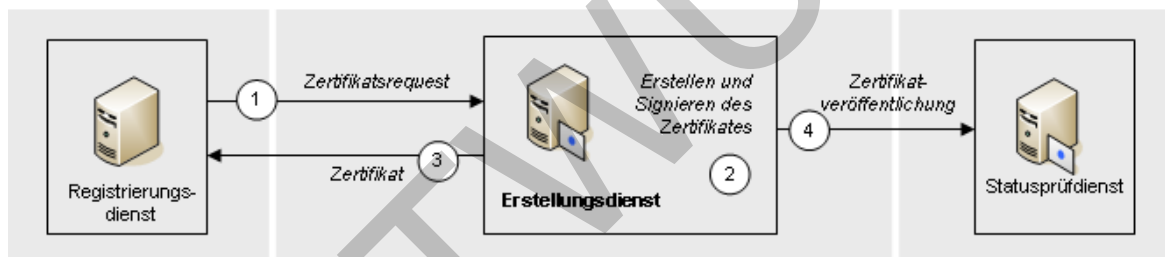 Registrierungs-
dienst
1
Zertifikatsrequest
3
Zertifikat
Erstellen und
Signieren des
Zertifikates
2
Erstellungsdienst
4
Zertifikat-
veröffentlichung
Statusprüfdienst